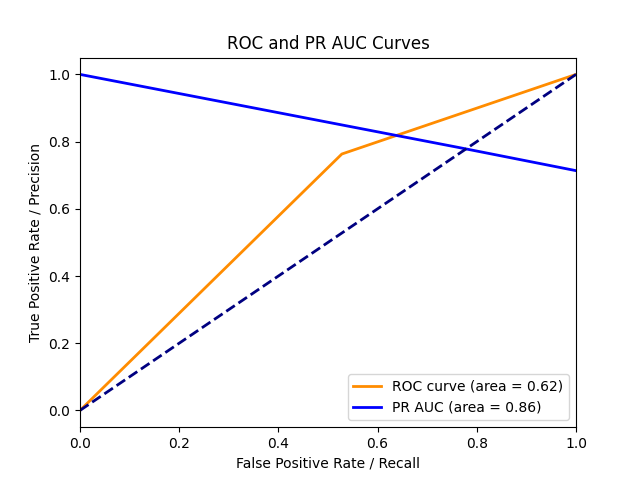 ROC and PR AUC Curves
True Positive Rate / Precision
1.0
0.8
0.6
0.4
0.2
0.0
ROC curve (area = 0.62)
PR AUC (area = 0.86)
0.0 0.2 0.4 0.6 0.8 1.0
False Positive Rate / Recall